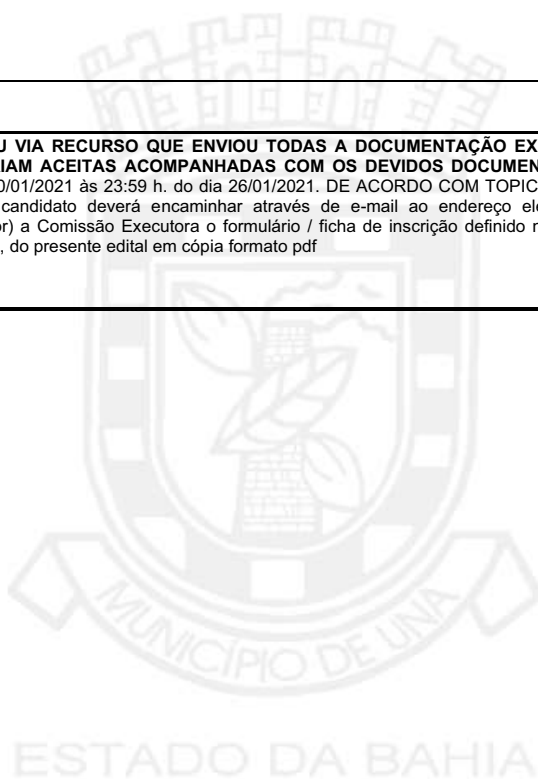 U VIA RECURSO QUE ENVIOU TODAS A DOCUMENTAÇÃO EX
IAM ACEITAS ACOMPANHADAS COM OS DEVIDOS DOCUMEN
0/01/2021 às 23:59 h. do dia 26/01/2021. DE ACORDO COM TOPIC
candidato deverá encaminhar através de e-mail ao endereço ele
or) a Comissão Executora o formulário / ficha de inscrição definido n
, do presente edital em cópia formato pdf
MUNICÍPIO DE UNA
ESTADO DA BAHIA